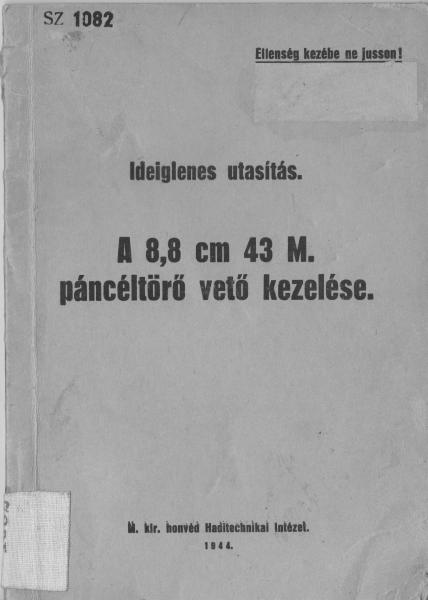 SZ 1082
Ellenség kezébe ne jusson!
Ideiglenes utasítás.
A 8,8 cm 43 M.
páncéltörő vető kezelése.
M. kir. honvéd Haditechnikai Intézet.
1944.